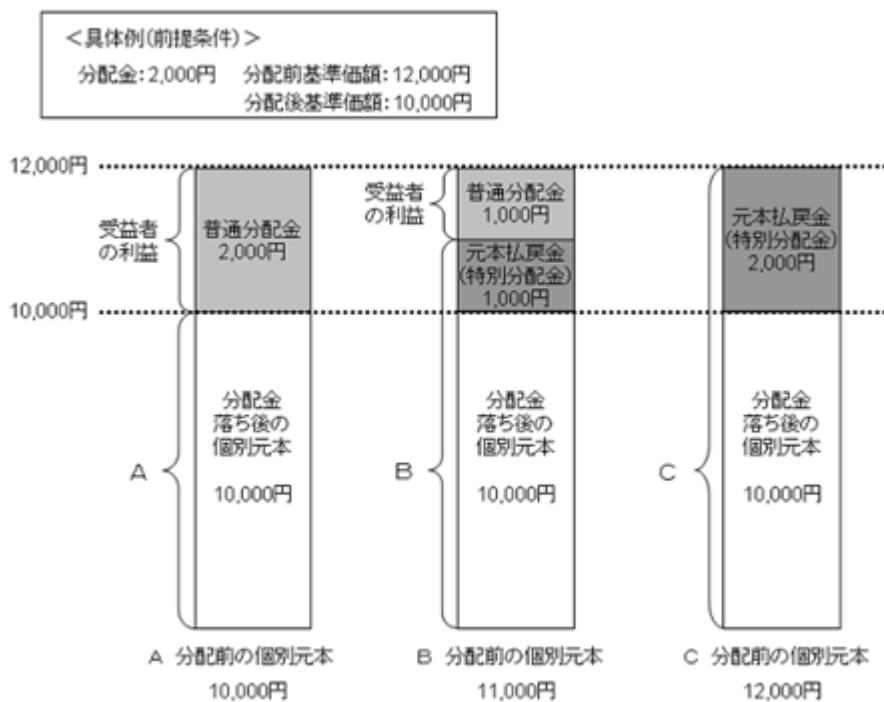 ＜具体例(前提条件)＞
分配金：2,000円 分配前基準価額：12,000円
分配後基準価額：10,000円
12,000円
受益者
の利益
普通分配金
2,000円
受益者
の利益
普通分配金
1,000円
元本払戻金
(特別分配金)
1,000円
元本払戻金
(特別分配金)
2,000円
10,000円
A
分配金
落ち後の
個別元本
10,000円
B
分配金
落ち後の
個別元本
10,000円
C
分配金
落ち後の
個別元本
10,000円
A 分配前の個別元本
10,000円
B 分配前の個別元本
11,000円
C 分配前の個別元本
12,000円